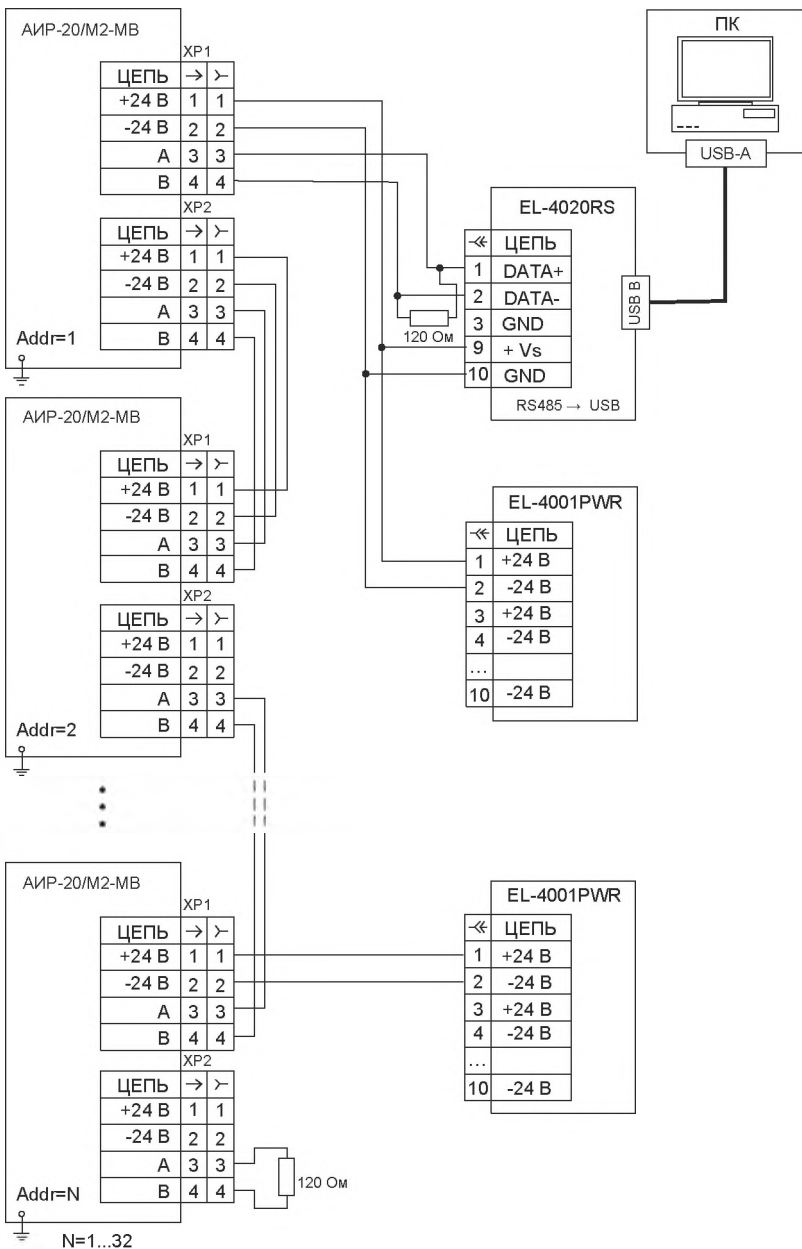 АИР-20/М2-МВ
XP1
ЦЕПЬ
+24 В 1 1
-24 В 2 2
А 3 3
В 4 4
XP2
ЦЕПЬ
+24 В 1 1
-24 В 2 2
А 3 3
В 4 4
Addr=1
ПК
USB-A
EL-4020RS
ЦЕПЬ
1 DATA+
2 DATA-
3 GND
9 + Vs
10 GND
RS485 → USB
USB B
120 Ом
АИР-20/М2-МВ
XP1
ЦЕПЬ
+24 В 1 1
-24 В 2 2
А 3 3
В 4 4
XP2
ЦЕПЬ
+24 В 1 1
-24 В 2 2
А 3 3
В 4 4
Addr=2
EL-4001PWR
ЦЕПЬ
1 +24 В
2 -24 В
3 +24 В
4 -24 В
...
10 -24 В
АИР-20/М2-МВ
XP1
ЦЕПЬ
+24 В 1 1
-24 В 2 2
А 3 3
В 4 4
XP2
ЦЕПЬ
+24 В 1 1
-24 В 2 2
А 3 3
В 4 4
120 Ом
Addr=N
N=1...32
EL-4001PWR
ЦЕПЬ
1 +24 В
2 -24 В
3 +24 В
4 -24 В
...
10 -24 В